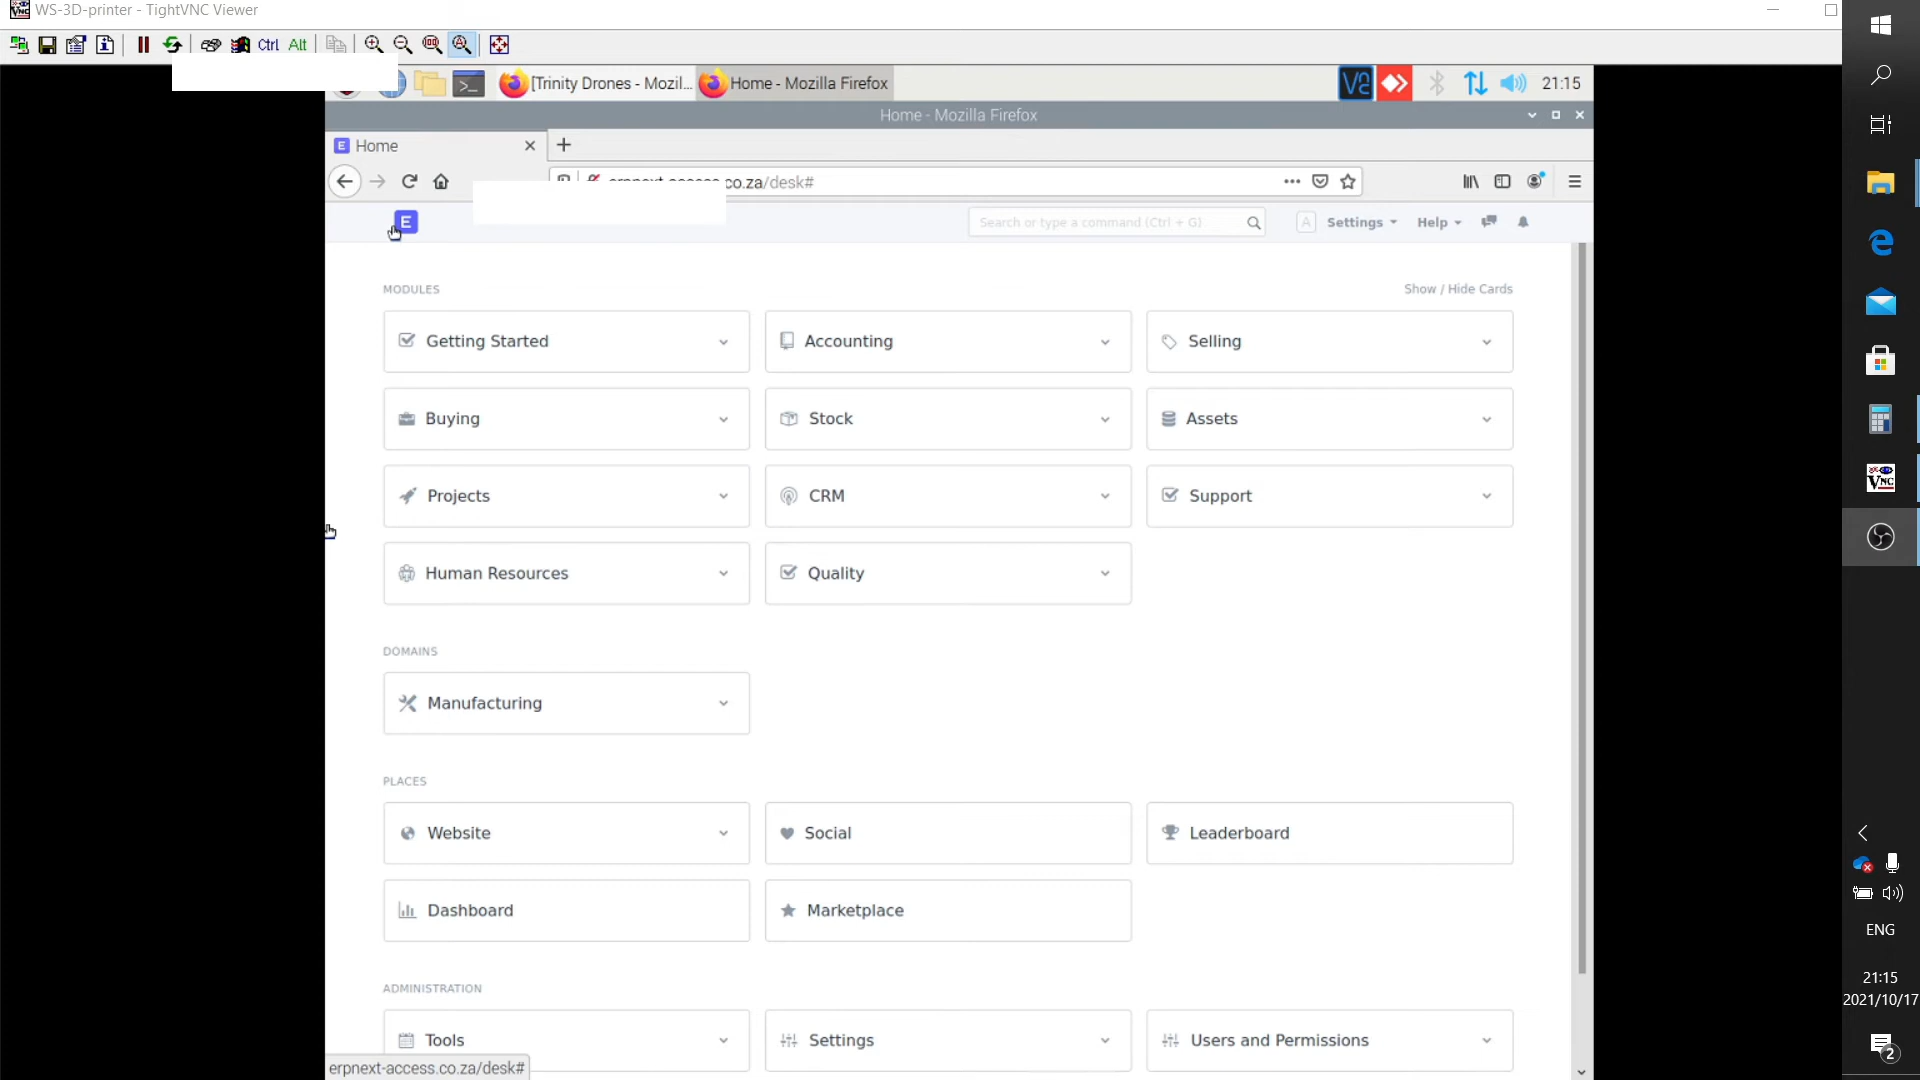 WS-3D-printer - TightVNC Viewer
Ctrl Alt
[Trinity Drones - Mozil... Home - Mozilla Firefox 21:15
Home - Mozilla Firefox
E Home
erpnext-access.co.za/desk#
E Search or type a command (Ctrl + G) A Settings Help
MODULES Show / Hide Cards
Getting Started Accounting Selling
Buying Stock Assets
Projects CRM Support
Human Resources Quality
DOMAINS
Manufacturing
PLACES
Website Social Leaderboard
Dashboard Marketplace
ADMINISTRATION
Tools Settings Users and Permissions
erpnext-access.co.za/desk#
ENG
21:15
2021/10/17
2